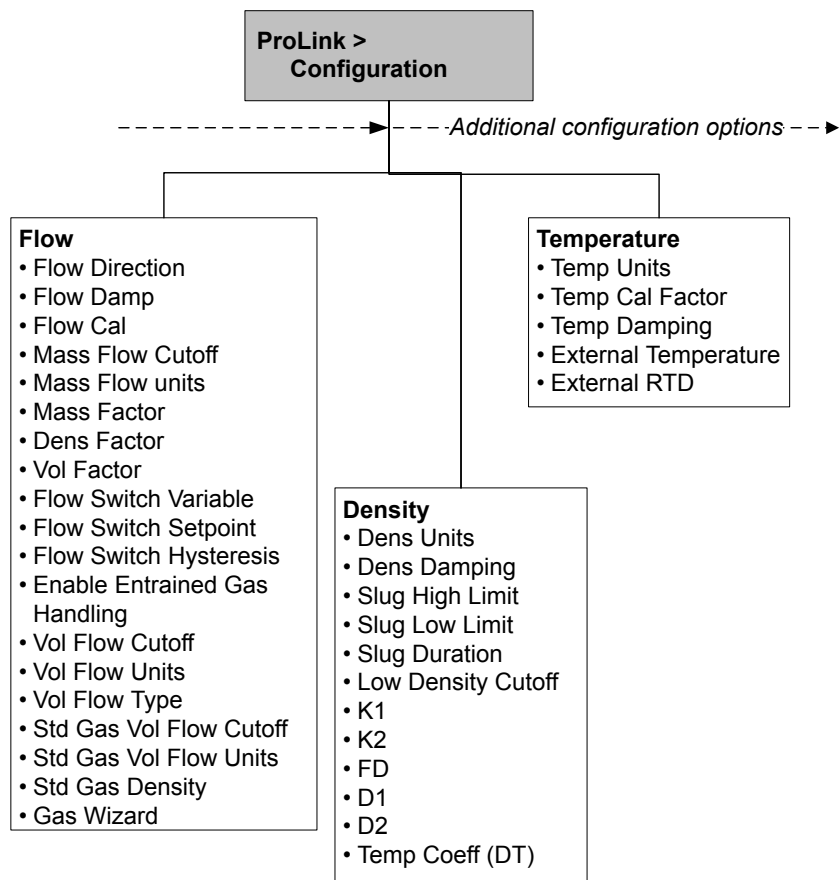 ProLink >
Configuration
Additional configuration options
Flow
• Flow Direction
• Flow Damp
• Flow Cal
• Mass Flow Cutoff
• Mass Flow units
• Mass Factor
• Dens Factor
• Vol Factor
• Flow Switch Variable
• Flow Switch Setpoint
• Flow Switch Hysteresis
• Enable Entrained Gas
Handling
• Vol Flow Cutoff
• Vol Flow Units
• Vol Flow Type
• Std Gas Vol Flow Cutoff
• Std Gas Vol Flow Units
• Std Gas Density
• Gas Wizard
Density
• Dens Units
• Dens Damping
• Slug High Limit
• Slug Low Limit
• Slug Duration
• Low Density Cutoff
• K1
• K2
• FD
• D1
• D2
• Temp Coeff (DT)
Temperature
• Temp Units
• Temp Cal Factor
• Temp Damping
• External Temperature
• External RTD